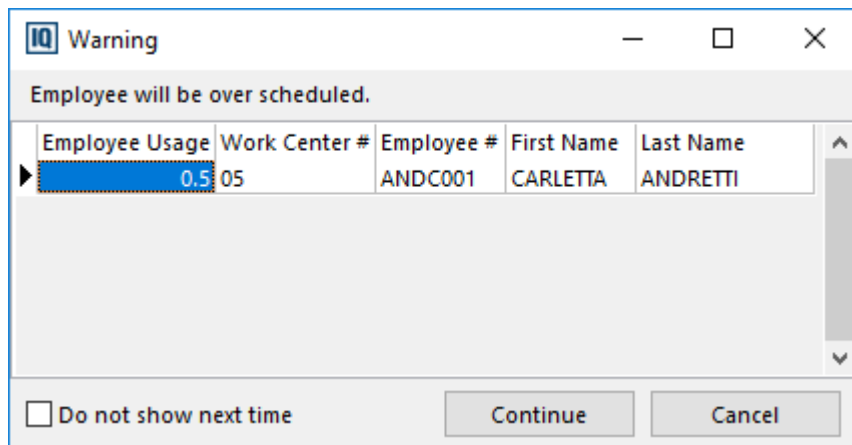 IQ Warning
Employee will be over scheduled.
Employee Usage Work Center # Employee # First Name Last Name
0.5 05 ANDC001 CARLETTA ANDRETTI
Do not show next time Continue Cancel